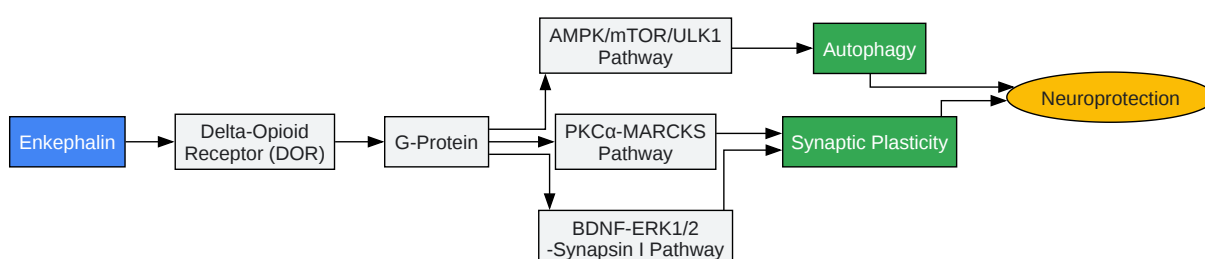 Enkephalin
Delta-Opioid
Receptor (DOR)
G-Protein
AMPK/mTOR/ULK1
Pathway
PKCα-MARCKS
Pathway
BDNF-ERK1/2
-Synapsin I Pathway
Autophagy
Synaptic Plasticity
Neuroprotection